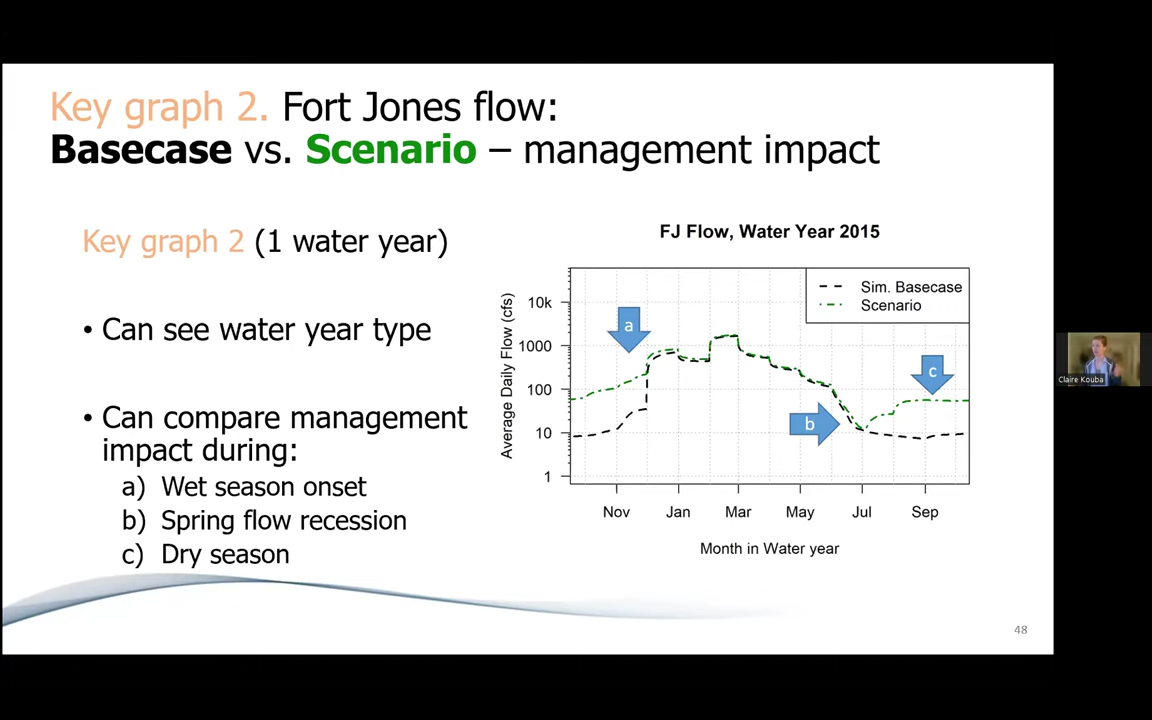 Key graph 2. Fort Jones flow:
Basecase vs. Scenario – management impact
Key graph 2 (1 water year)
• Can see water year type
• Can compare management
impact during:
a) Wet season onset
b) Spring flow recession
c) Dry season
FJ Flow, Water Year 2015
Average Daily Flow (cfs)
10k
1000
100
10
1
Sim. Basecase
Scenario
a
b
c
Nov Jan Mar May Jul Sep
Month in Water year
48
Claire Kouba